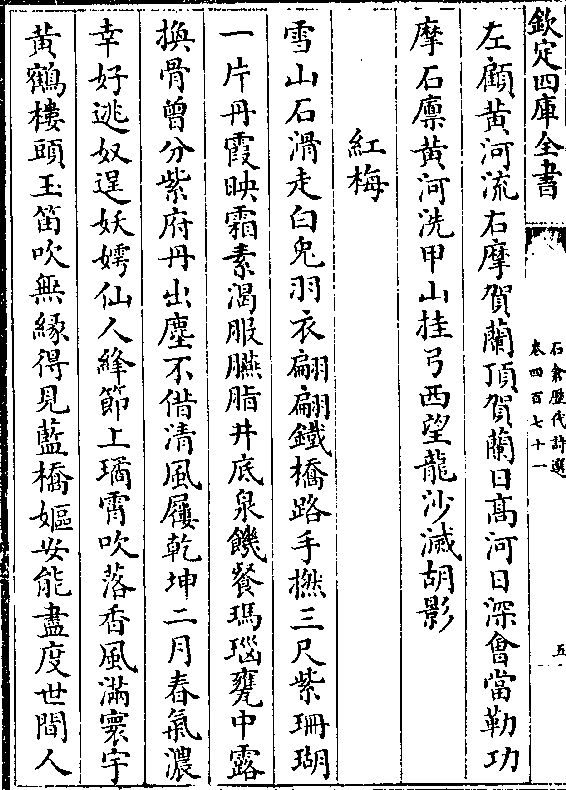 欽定四庫全書
石倉歷代詩選
卷四百七十一
五
左顧黃河流右摩賀蘭頂賀蘭日高河日深會當勒功
摩石廪黃河洗甲山挂弓西望龍沙滅胡影
紅梅
雪山石滑走白兎羽衣翩翩鐵橋路手撚三尺紫珊瑚
一片丹霞映霜素渴服臙脂井底泉饑餐瑪瑙甕中露
換骨曾分紫府丹出塵不借清風屨乾坤二月春氣濃
幸好逃奴逞妖嫮仙人絳節上璚霄吹落香風滿寰宇
黃鶴樓頭玉笛吹無緣得見藍橋嫗安能盡度世間人